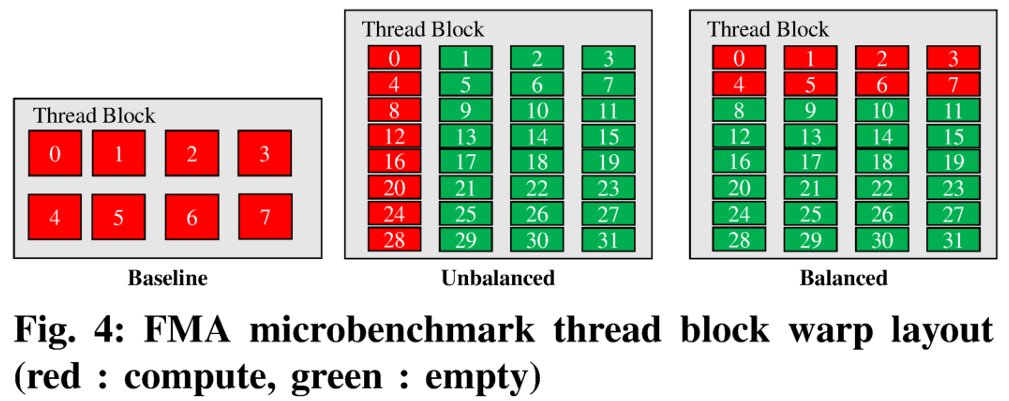 Thread Block
0 1 2 3
4 5 6 7
Baseline
Thread Block
0 1 2 3
4 5 6 7
8 9 10 11
12 13 14 15
16 17 18 19
20 21 22 23
24 25 26 27
28 29 30 31
Unbalanced
Thread Block
0 1 2 3
4 5 6 7
8 9 10 11
12 13 14 15
16 17 18 19
20 21 22 23
24 25 26 27
28 29 30 31
Balanced
Fig. 4: FMA microbenchmark thread block warp layout
(red : compute, green : empty)